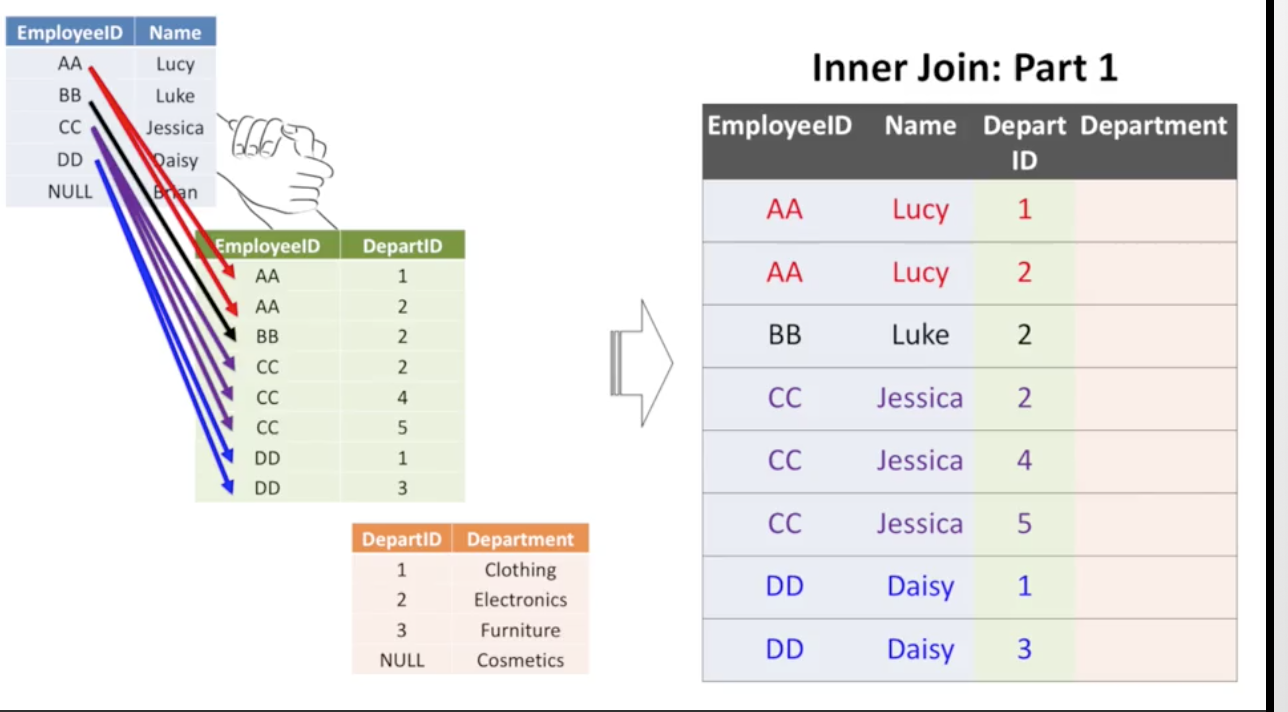 EmployeeID Name
AA Lucy
BB Luke
CC Jessica
DD Daisy
NULL Brian
EmployeeID DepartID
AA 1
AA 2
BB 2
CC 2
CC 4
CC 5
DD 1
DD 3
DepartID Department
1 Clothing
2 Electronics
3 Furniture
NULL Cosmetics
Inner Join: Part 1
EmployeeID Name Depart Department
ID
AA Lucy 1
AA Lucy 2
BB Luke 2
CC Jessica 2
CC Jessica 4
CC Jessica 5
DD Daisy 1
DD Daisy 3